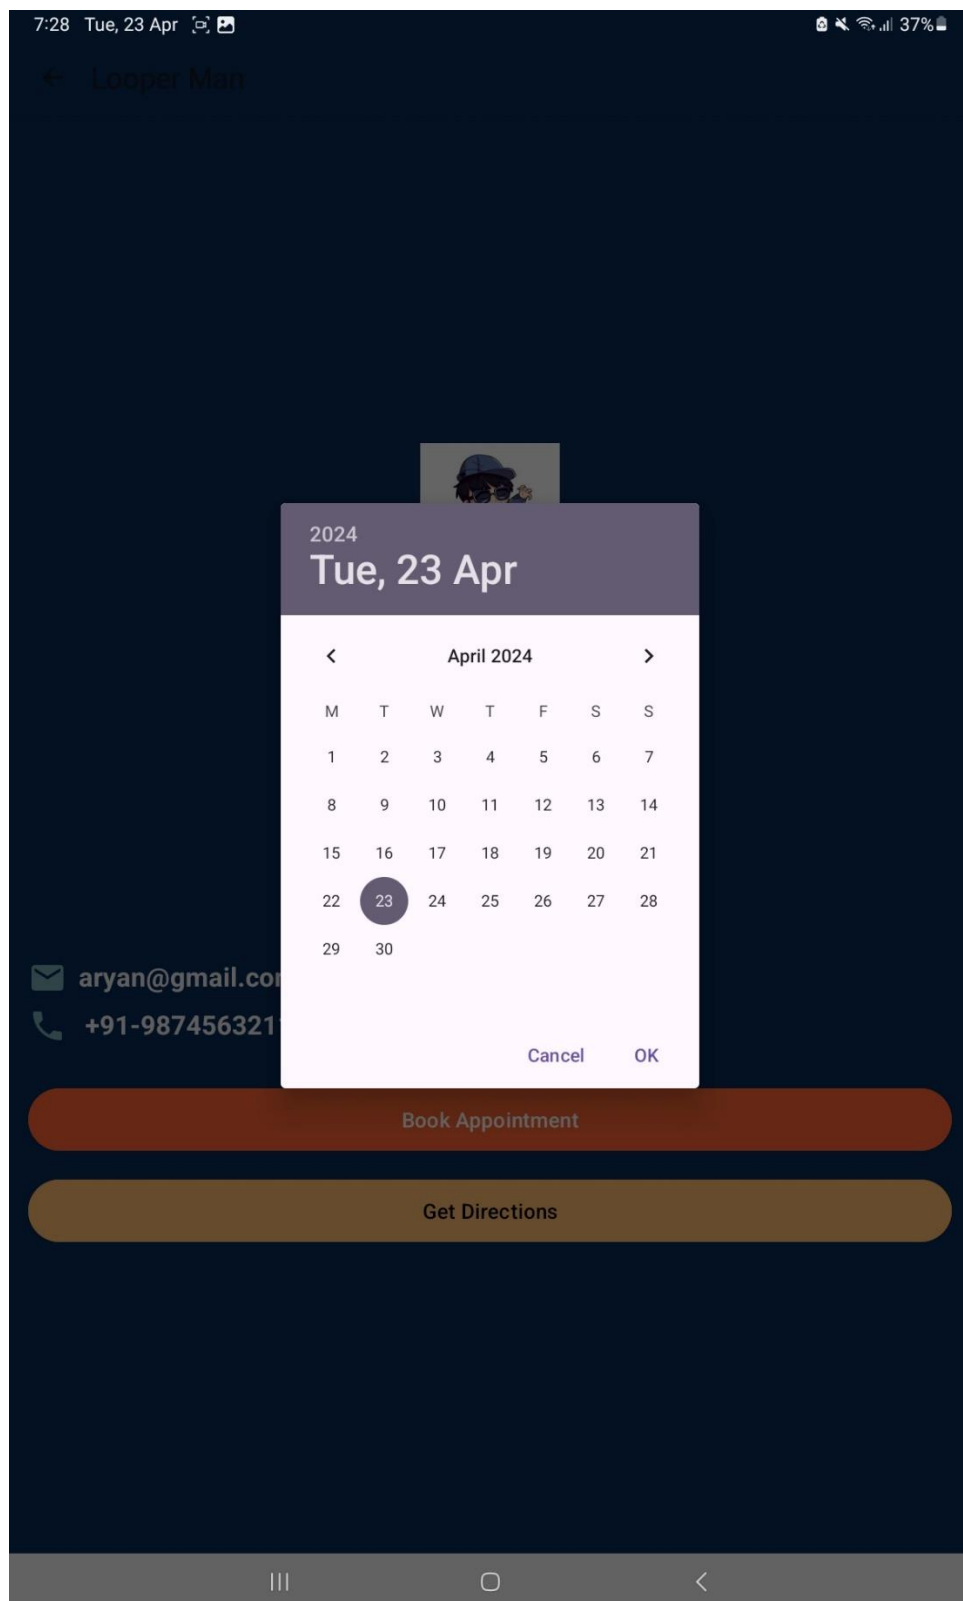 7:28 Tue, 23 Apr 37%
Looper Man
2024
Tue, 23 Apr
April 2024
M T W T F S S
1 2 3 4 5 6 7
8 9 10 11 12 13 14
15 16 17 18 19 20 21
22 23 24 25 26 27 28
29 30
aryan@gmail.co
+91-987456321
Cancel OK
Book Appointment
Get Directions